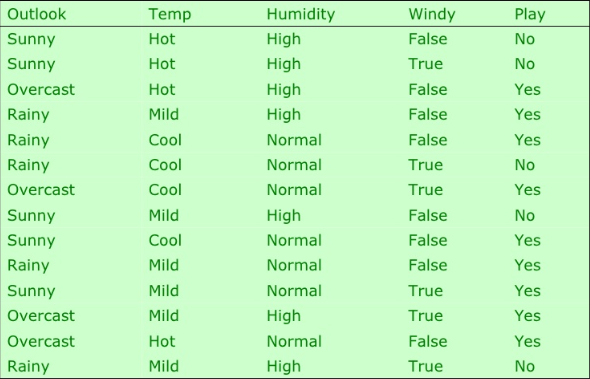 Outlook Temp Humidity Windy Play
Sunny Hot High False No
Sunny Hot High True No
Overcast Hot High False Yes
Rainy Mild High False Yes
Rainy Cool Normal False Yes
Rainy Cool Normal True No
Overcast Cool Normal True Yes
Sunny Mild High False No
Sunny Cool Normal False Yes
Rainy Mild Normal False Yes
Sunny Mild Normal True Yes
Overcast Mild High True Yes
Overcast Hot Normal False Yes
Rainy Mild High True No